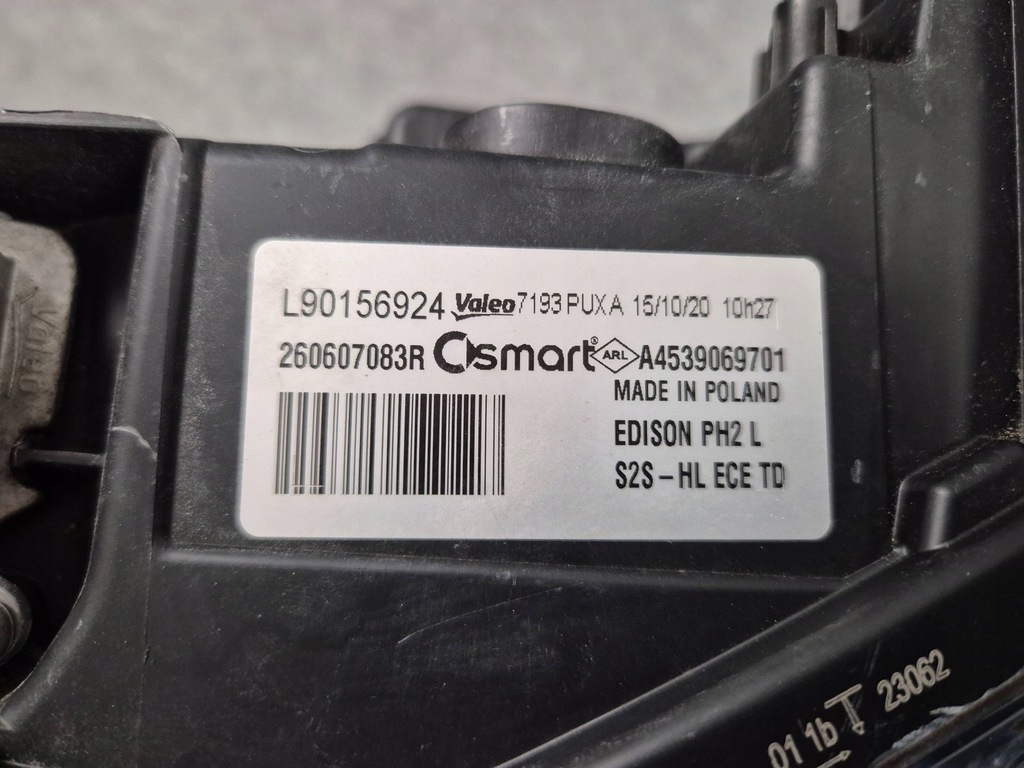 L90156924 Valeo 7193 PUX A 15/10/20 10h27
260607083R smart® ARL A4539069701
MADE IN POLAND
EDISON PH2 L
S2S - HL ECE TD
Valeo
01 1b 23062